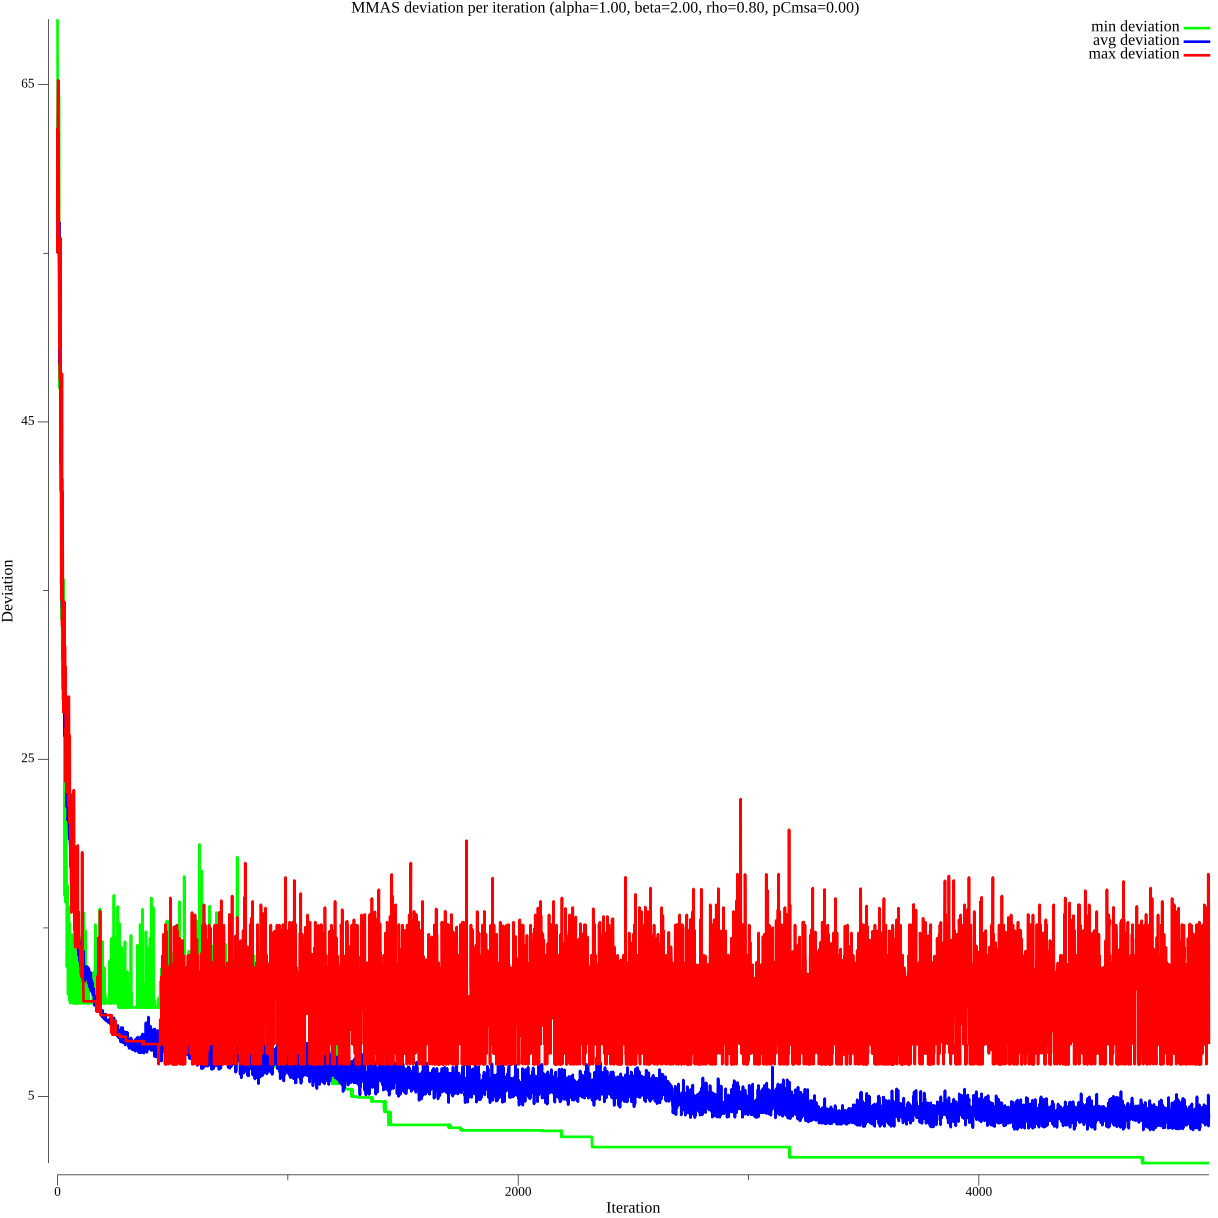 MMAS deviation per iteration (alpha=1.00, beta=2.00, rho=0.80, pCmsa=0.00)
min deviation
avg deviation
max deviation
65
45
25
5
Deviation
0
2000
4000
Iteration